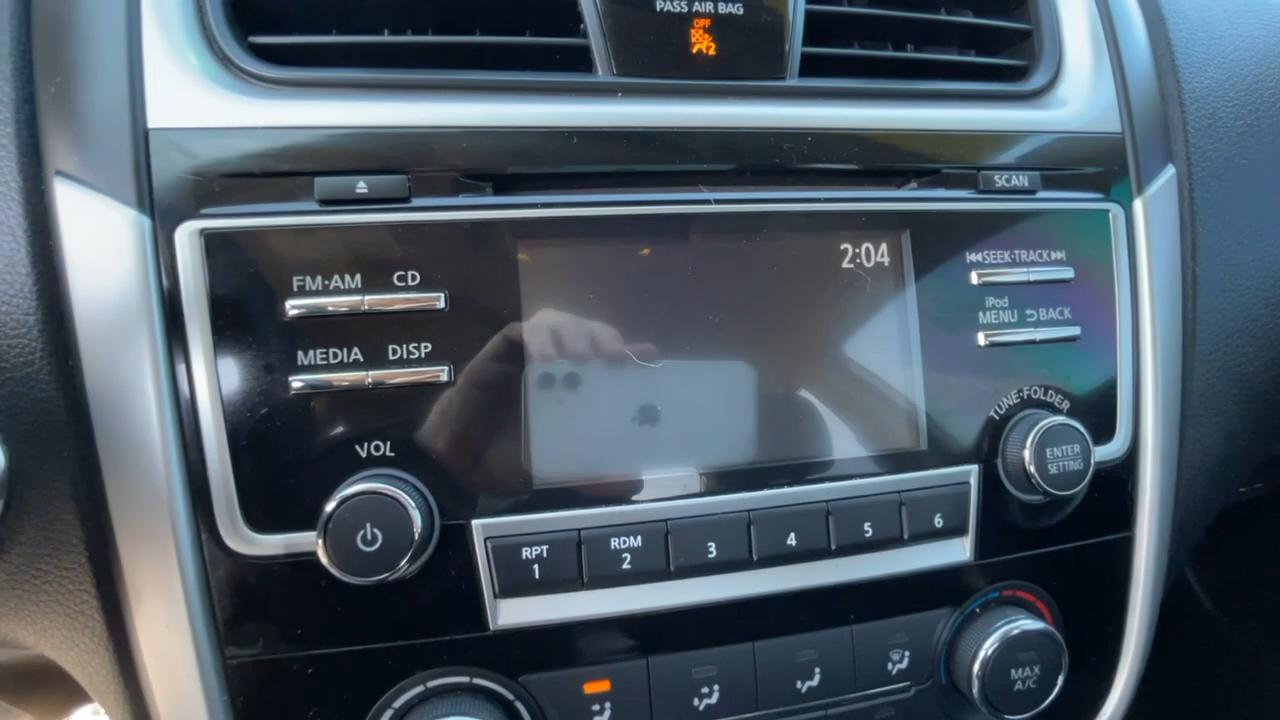 PASS AIR BAG
OFF
2
SCAN
2:04
FM·AM CD
SEEK·TRACK
iPod
MENU BACK
MEDIA DISP
TUNE·FOLDER
VOL
ENTER
SETTING
RPT
1
RDM
2
3
4
5
6
MAX
A/C